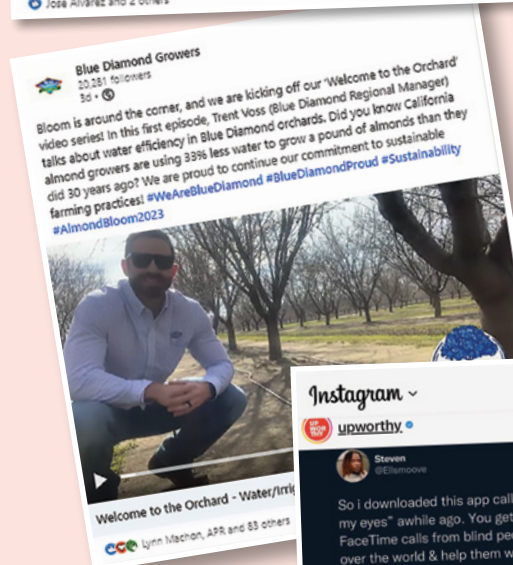 Jose Alvarez and 2 others
Blue Diamond Growers
20,281 followers
3d •
Bloom is around the corner, and we are kicking off our 'Welcome to the Orchard'
video series! In this first episode, Trent Voss (Blue Diamond Regional Manager)
talks about water efficiency in Blue Diamond orchards. Did you know California
almond growers are using 33% less water to grow a pound of almonds than they
did 30 years ago? We are proud to continue our commitment to sustainable
farming practices! #WeAreBlueDiamond #BlueDiamondProud #Sustainability
#AlmondBloom2023
Welcome to the Orchard - Water/Irrig
Lynn Machon, APR and 83 others
Instagram
UP
WOR
THY
upworthy
Steven
@Ellsmoove
So i downloaded this app call
my eyes" awhile ago. You get
FaceTime calls from blind peo
over the world & help them w